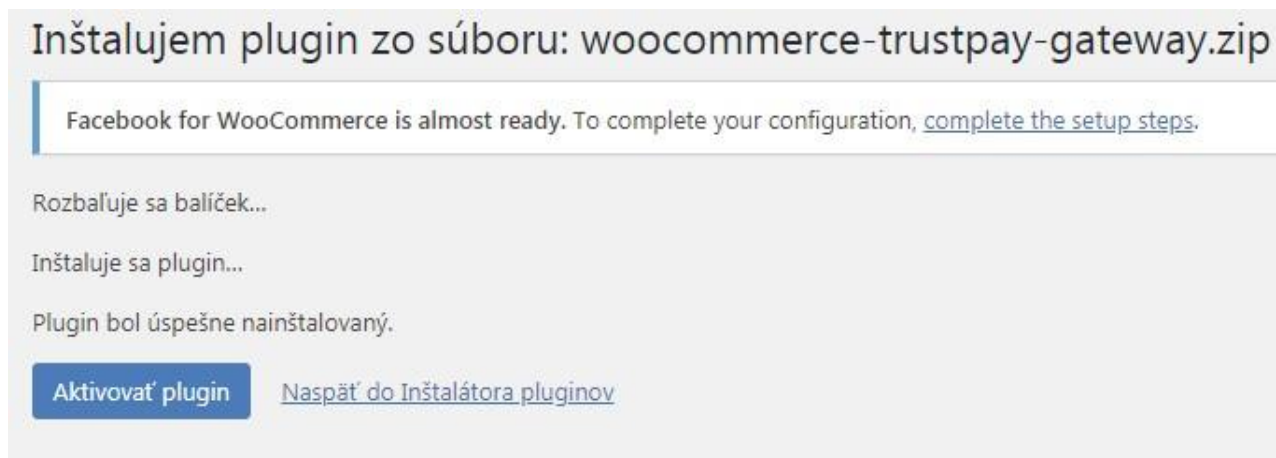 Inštalujem plugin zo súboru: woocommerce-trustpay-gateway.zip
Facebook for WooCommerce is almost ready. To complete your configuration, complete the setup steps.
Rozbaľuje sa balíček...
Inštaluje sa plugin...
Plugin bol úspešne nainštalovaný.
Aktivovať plugin Naspäť do Inštalátora pluginov